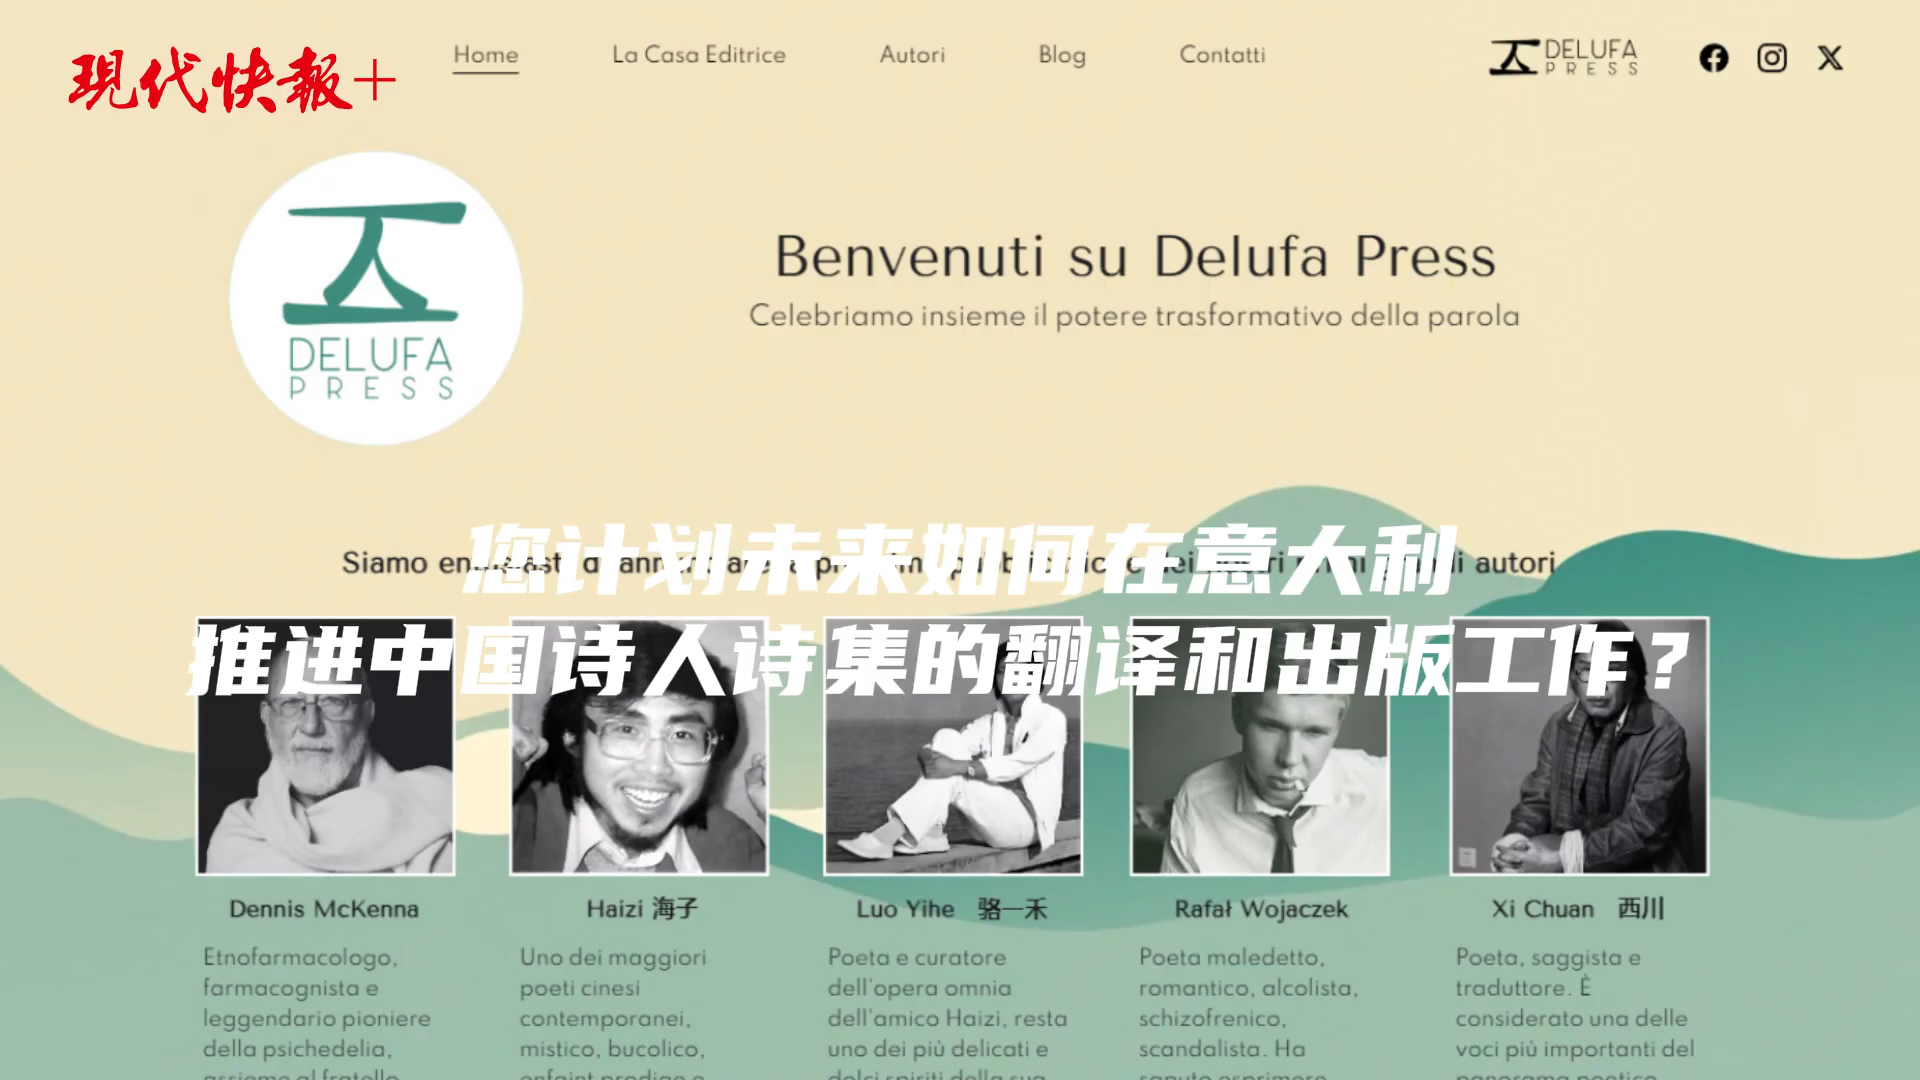 現代快報+
Home La Casa Editrice Autori Blog Contatti
DELUFA
PRESS
DELUFA
PRESS
Benvenuti su Delufa Press
Celebriamo insieme il potere trasformativo della parola
您计划未来如何在意大利
Siamo autori
推进中国诗人诗集的翻译和出版工作？
Dennis McKenna
Etnofarmacologo,
farmacognista e
leggendario pioniere
della psichedelia,
Haizi 海子
Uno dei maggiori
poeti cinesi
contemporanei,
mistico, bucolico,
Luo Yihe 骆一禾
Poeta e curatore
dell'opera omnia
dell'amico Haizi, resta
uno dei più delicati e
Rafał Wojaczek
Poeta maledetto,
romantico, alcolista,
schizofrenico,
scandalista. Ha
Xi Chuan 西川
Poeta, saggista e
traduttore. È
considerato una delle
voci più importanti del